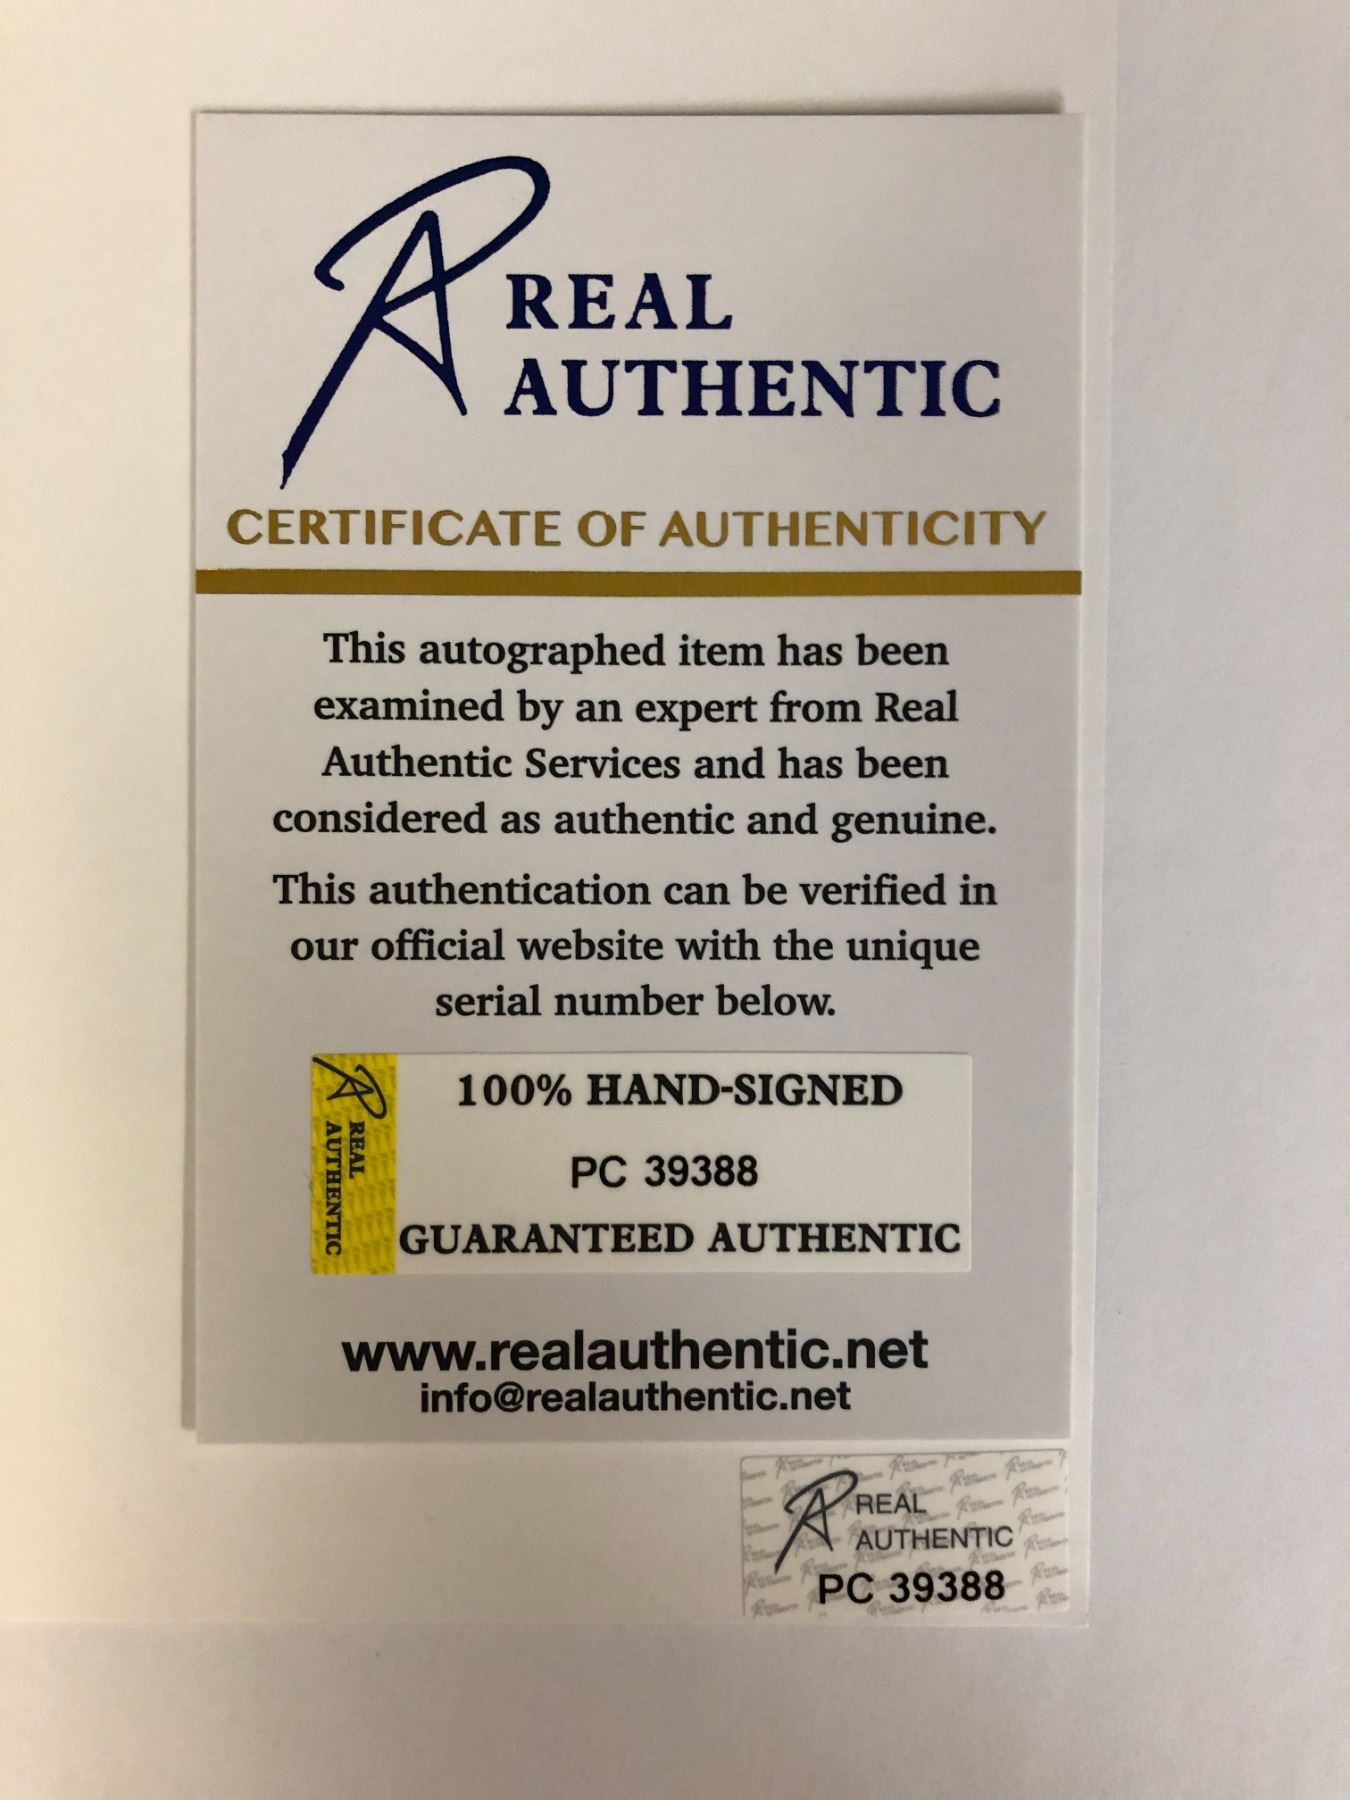 REAL
AUTHENTIC
CERTIFICATE OF AUTHENTICITY
This autographed item has been
examined by an expert from Real
Authentic Services and has been
considered as authentic and genuine.
This authentication can be verified in
our official website with the unique
serial number below.
REAL
AUTHENTIC
100% HAND-SIGNED
PC 39388
GUARANTEED AUTHENTIC
www.realauthentic.net
info@realauthentic.net
REAL
AUTHENTIC
PC 39388